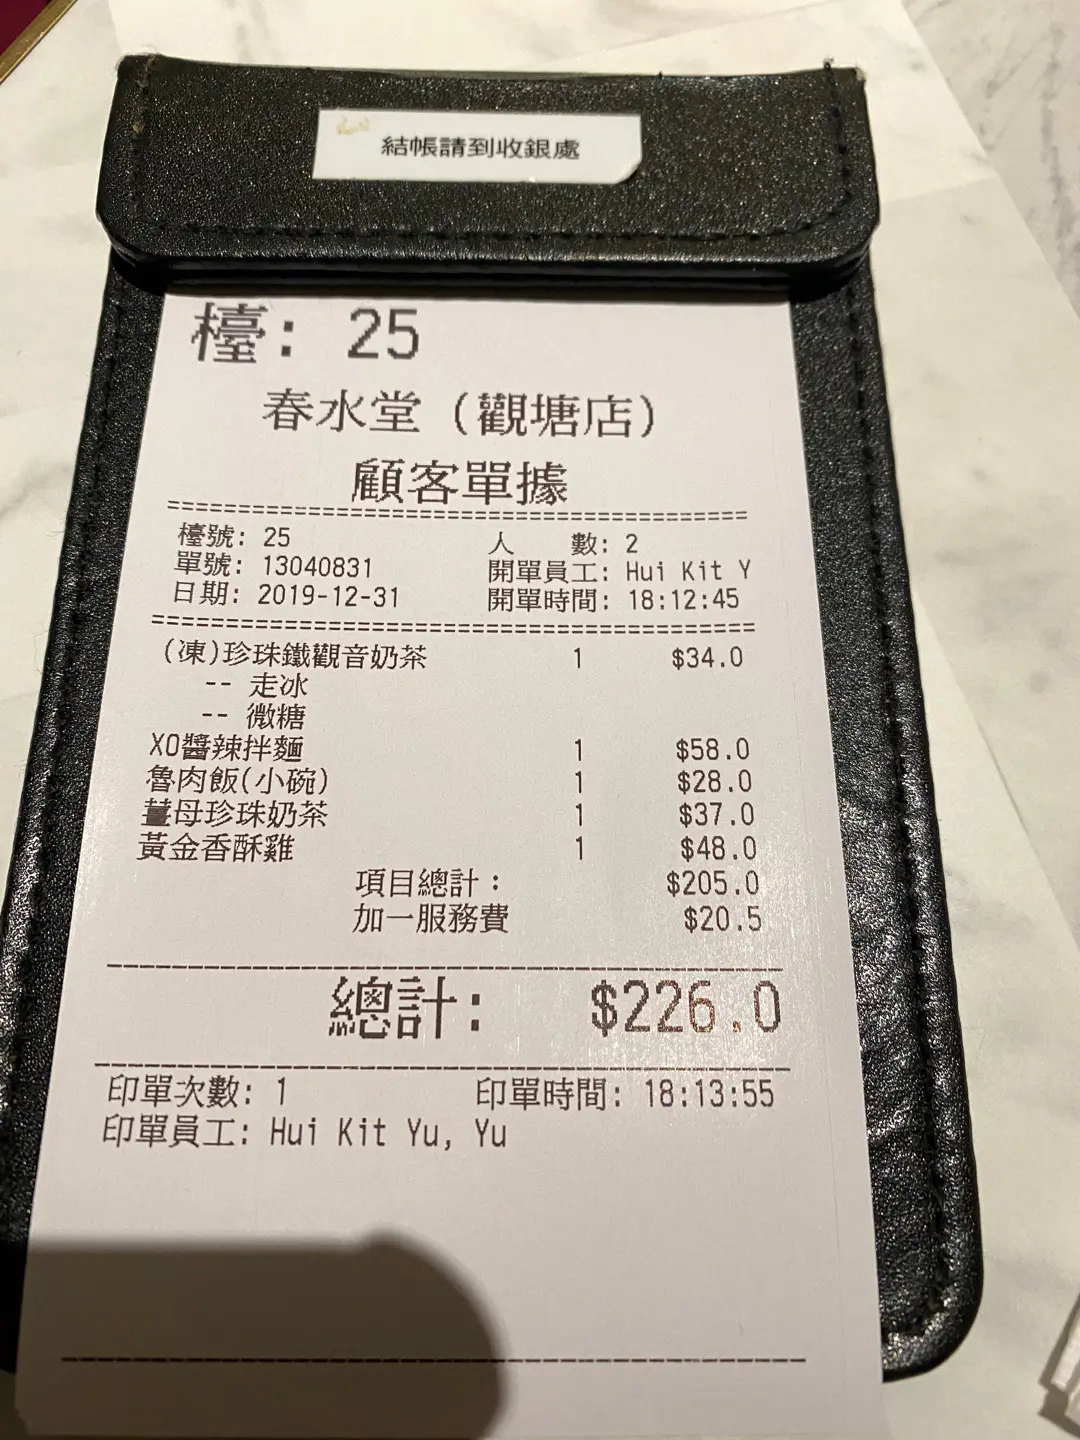 結帳請到收銀處
檯: 25
春水堂 (觀塘店)
顧客單據
========================================
檯號: 25 人 數: 2
單號: 13040831 開單員工: Hui Kit Y
日期: 2019-12-31 開單時間: 18:12:45
========================================
(凍)珍珠鐵觀音奶茶 1 $34.0
-- 走冰
-- 微糖
XO醬辣拌麵 1 $58.0
魯肉飯(小碗) 1 $28.0
薑母珍珠奶茶 1 $37.0
黃金香酥雞 1 $48.0
項目總計： $205.0
加一服務費 $20.5
總計: $226.0
印單次數: 1 印單時間: 18:13:55
印單員工: Hui Kit Yu, Yu